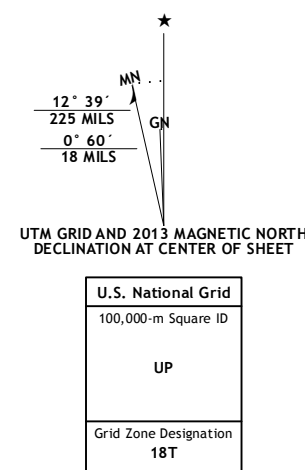 ★
MN
12° 39´
225 MILS
GN
0° 60´
18 MILS
UTM GRID AND 2013 MAGNETIC NORTH
DECLINATION AT CENTER OF SHEET
U.S. National Grid
100,000-m Square ID
UP
Grid Zone Designation
18T